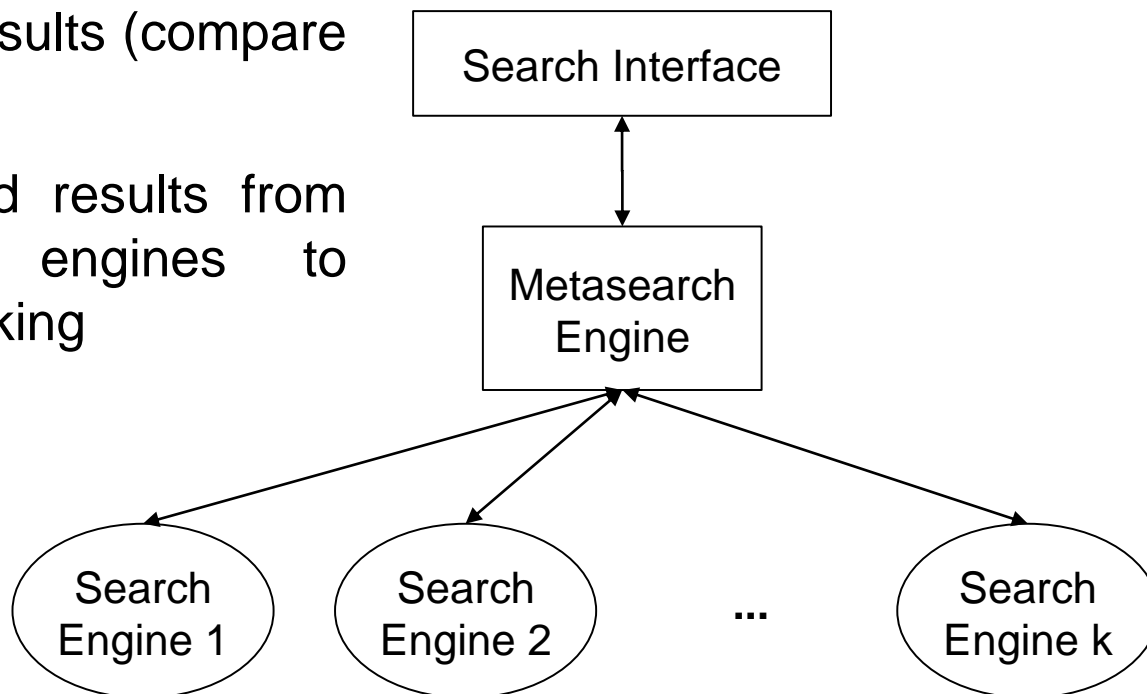 sults (compare
d results from
engines to
king
Search Interface
Metasearch
Engine
Search
Engine 1
Search
Engine 2
...
Search
Engine k